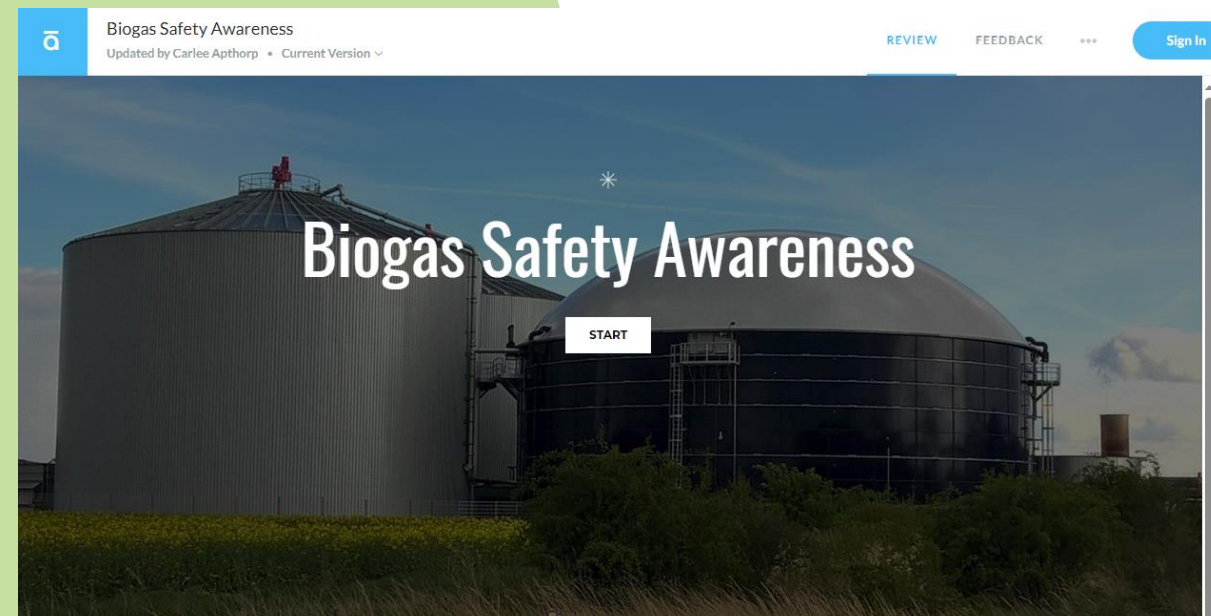 ā
Biogas Safety Awareness
Updated by Carlee Apthorp • Current Version
REVIEW
FEEDBACK
Sign In
Biogas Safety Awareness
START